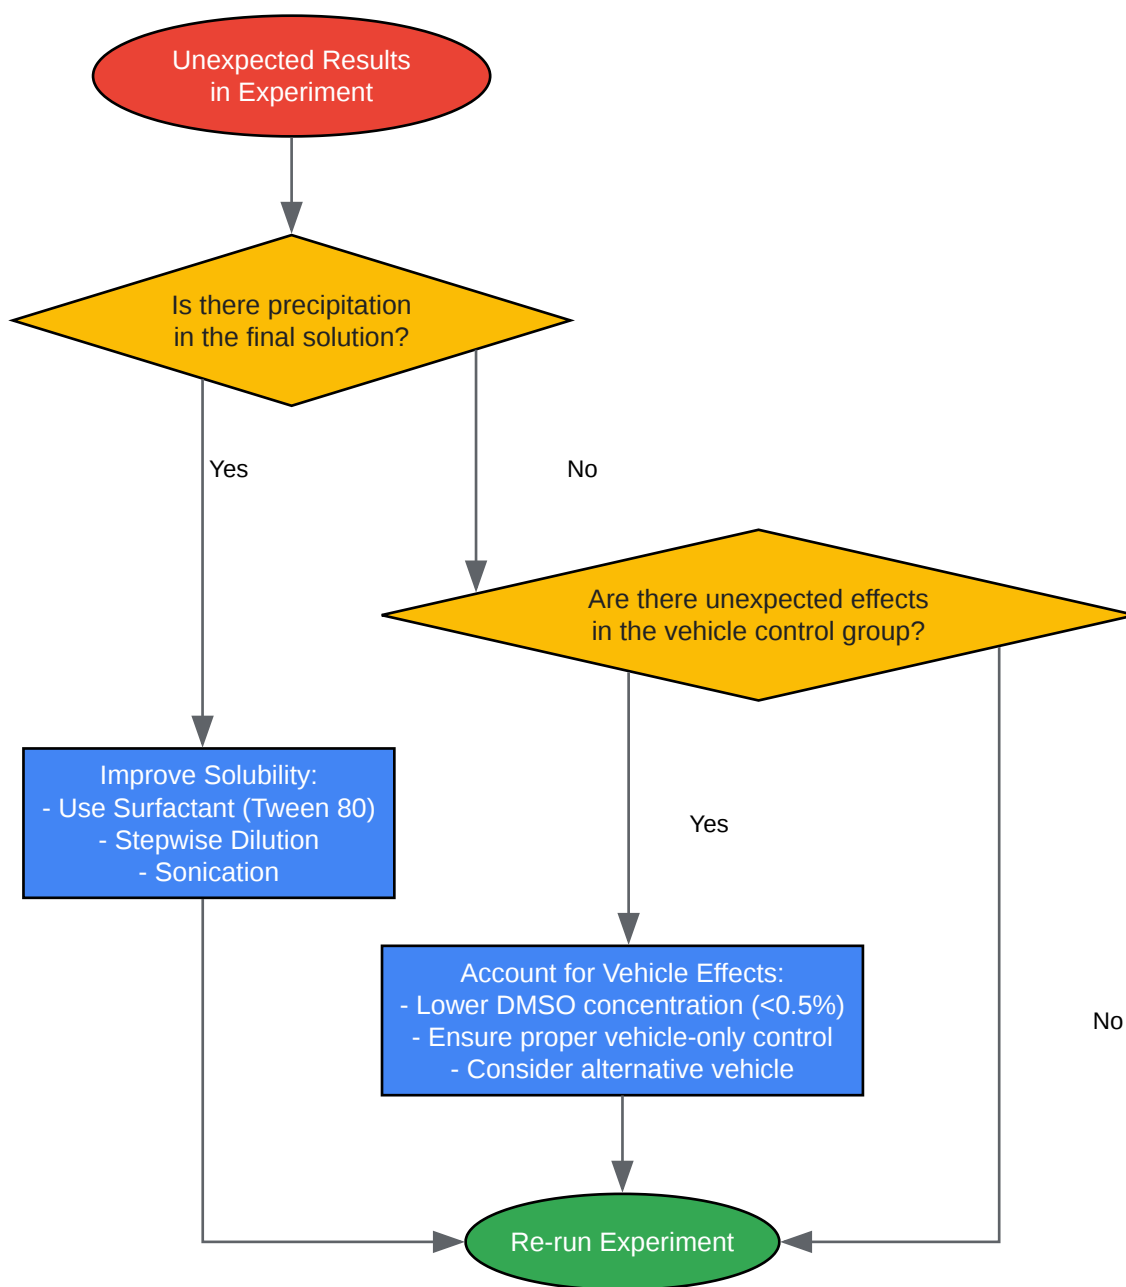 Unexpected Results
in Experiment
Is there precipitation
in the final solution?
Yes
No
Are there unexpected effects
in the vehicle control group?
Improve Solubility:
- Use Surfactant (Tween 80)
- Stepwise Dilution
- Sonication
Yes
Account for Vehicle Effects:
- Lower DMSO concentration (<0.5%)
- Ensure proper vehicle-only control
- Consider alternative vehicle
No
Re-run Experiment